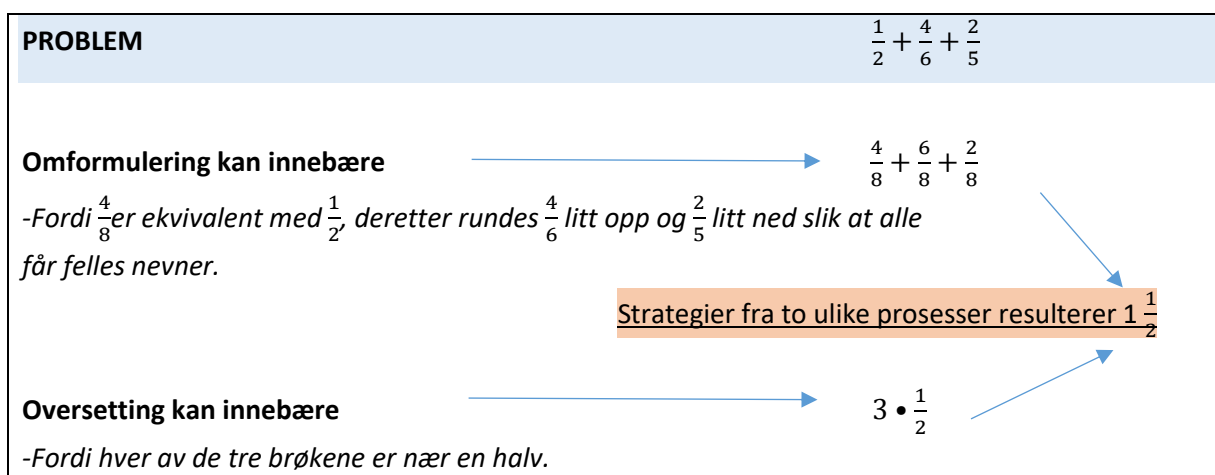 PROBLEM 1/2 + 4/6 + 2/5
Omformulering kan innebære 4/8 + 6/8 + 2/8
-Fordi 4/8 er ekvivalent med 1/2, deretter rundes 4/6 litt opp og 2/5 litt ned slik at alle
får felles nevner.
Strategier fra to ulike prosesser resulterer 1 1/2
Oversetting kan innebære 3 • 1/2
-Fordi hver av de tre brøkene er nær en halv.